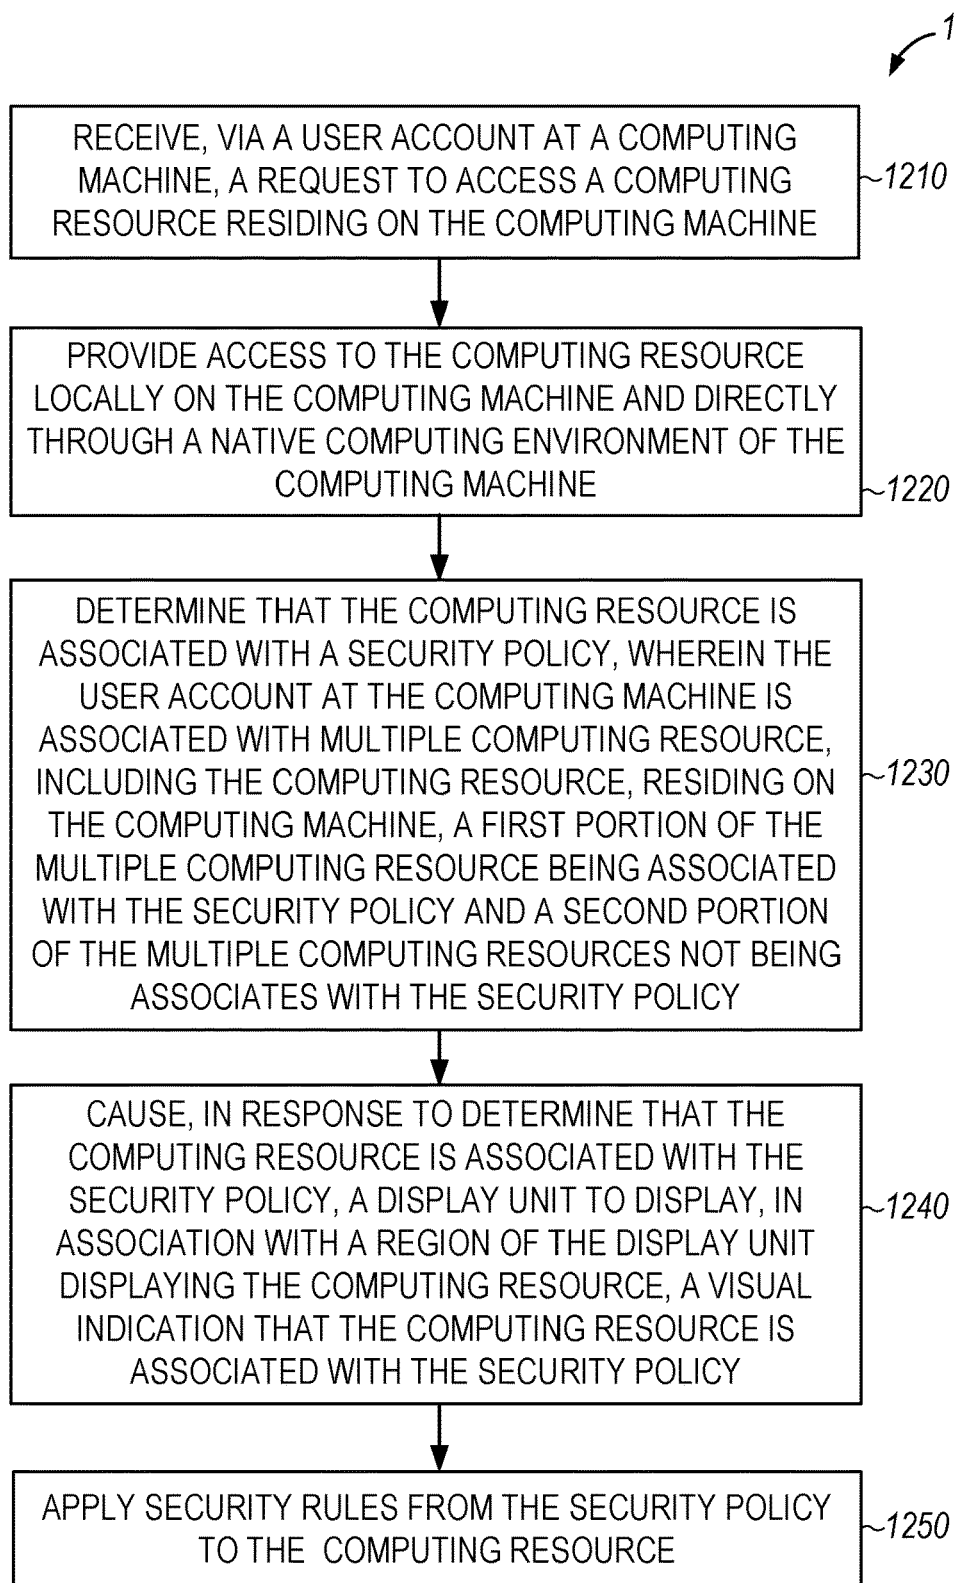 1
RECEIVE, VIA A USER ACCOUNT AT A COMPUTING
MACHINE, A REQUEST TO ACCESS A COMPUTING
RESOURCE RESIDING ON THE COMPUTING MACHINE
1210
PROVIDE ACCESS TO THE COMPUTING RESOURCE
LOCALLY ON THE COMPUTING MACHINE AND DIRECTLY
THROUGH A NATIVE COMPUTING ENVIRONMENT OF THE
COMPUTING MACHINE
1220
DETERMINE THAT THE COMPUTING RESOURCE IS
ASSOCIATED WITH A SECURITY POLICY, WHEREIN THE
USER ACCOUNT AT THE COMPUTING MACHINE IS
ASSOCIATED WITH MULTIPLE COMPUTING RESOURCE,
INCLUDING THE COMPUTING RESOURCE, RESIDING ON
THE COMPUTING MACHINE, A FIRST PORTION OF THE
MULTIPLE COMPUTING RESOURCE BEING ASSOCIATED
WITH THE SECURITY POLICY AND A SECOND PORTION
OF THE MULTIPLE COMPUTING RESOURCES NOT BEING
ASSOCIATES WITH THE SECURITY POLICY
1230
CAUSE, IN RESPONSE TO DETERMINE THAT THE
COMPUTING RESOURCE IS ASSOCIATED WITH THE
SECURITY POLICY, A DISPLAY UNIT TO DISPLAY, IN
ASSOCIATION WITH A REGION OF THE DISPLAY UNIT
DISPLAYING THE COMPUTING RESOURCE, A VISUAL
INDICATION THAT THE COMPUTING RESOURCE IS
ASSOCIATED WITH THE SECURITY POLICY
1240
APPLY SECURITY RULES FROM THE SECURITY POLICY
TO THE COMPUTING RESOURCE
1250